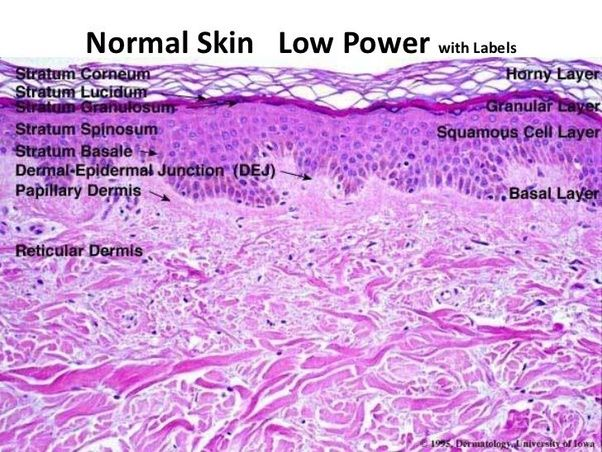 Normal Skin Low Power with Labels
Stratum Corneum
Horny Layer
Stratum Lucidum
Stratum Granulosum
Granular Layer
Stratum Spinosum
Squamous Cell Layer
Stratum Basale
Dermal-Epidermal Junction (DEJ)
Papillary Dermis
Basal Layer
Reticular Dermis
© 1995, Dermatology, University of Iowa